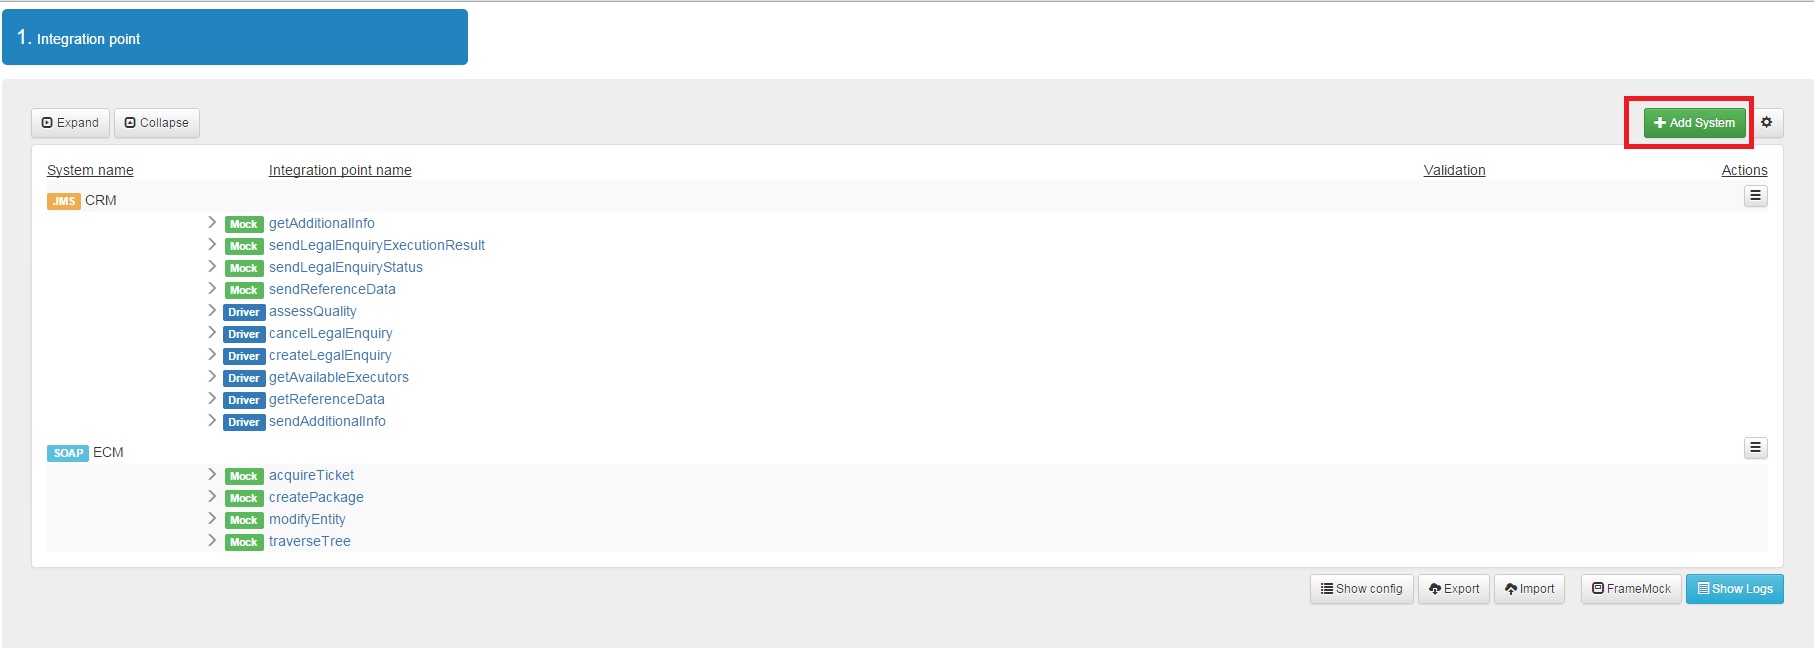 1. Integration point
Expand Collapse Add System
System name Integration point name Validation Actions
JMS CRM
Mock getAdditionalInfo
Mock sendLegalEnquiryExecutionResult
Mock sendLegalEnquiryStatus
Mock sendReferenceData
Driver assessQuality
Driver cancelLegalEnquiry
Driver createLegalEnquiry
Driver getAvailableExecutors
Driver getReferenceData
Driver sendAdditionalInfo
SOAP ECM
Mock acquireTicket
Mock createPackage
Mock modifyEntity
Mock traverseTree
Show config Export Import FrameMock Show Logs